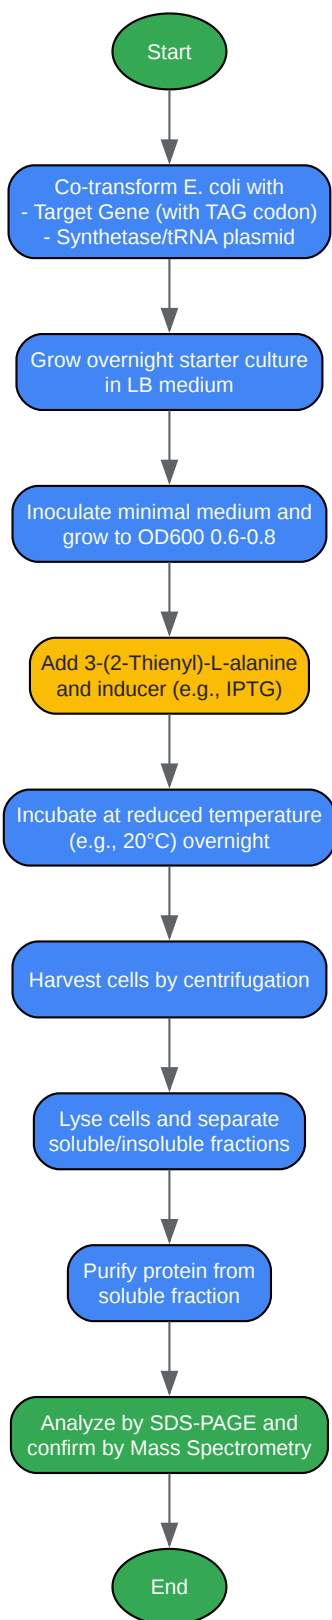 Start
Co-transform E. coli with
- Target Gene (with TAG codon)
- Synthetase/tRNA plasmid
Grow overnight starter culture
in LB medium
Inoculate minimal medium and
grow to OD600 0.6-0.8
Add 3-(2-Thienyl)-L-alanine
and inducer (e.g., IPTG)
Incubate at reduced temperature
(e.g., 20°C) overnight
Harvest cells by centrifugation
Lyse cells and separate
soluble/insoluble fractions
Purify protein from
soluble fraction
Analyze by SDS-PAGE and
confirm by Mass Spectrometry
End